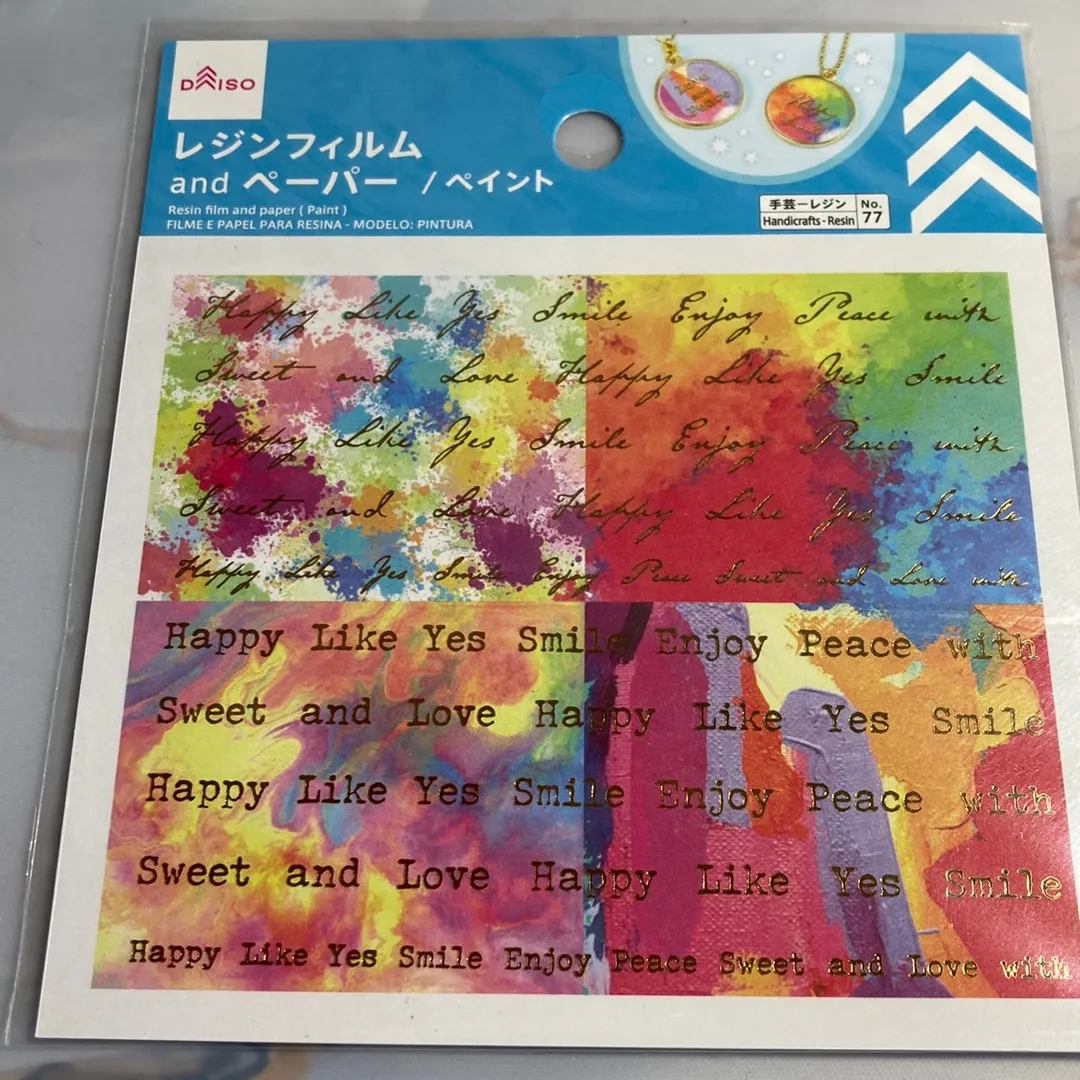 DAISO
レジンフィルム
and ペーパー / ペイント
Resin film and paper ( Paint )
FILME E PAPEL PARA RESINA - MODELO: PINTURA
手芸－レジン No.
Handicrafts・Resin 77
Happy Like Yes Smile Enjoy Peace with
Sweet and Love Happy Like Yes Smile
Happy Like Yes Smile Enjoy Peace with
Sweet and Love Happy Like Yes Smile
Happy Like Yes Smile Enjoy Peace Sweet and Love with
Happy Like Yes Smile Enjoy Peace with
Sweet and Love Happy Like Yes Smile
Happy Like Yes Smile Enjoy Peace with
Sweet and Love Happy Like Yes Smile
Happy Like Yes Smile Enjoy Peace Sweet and Love with